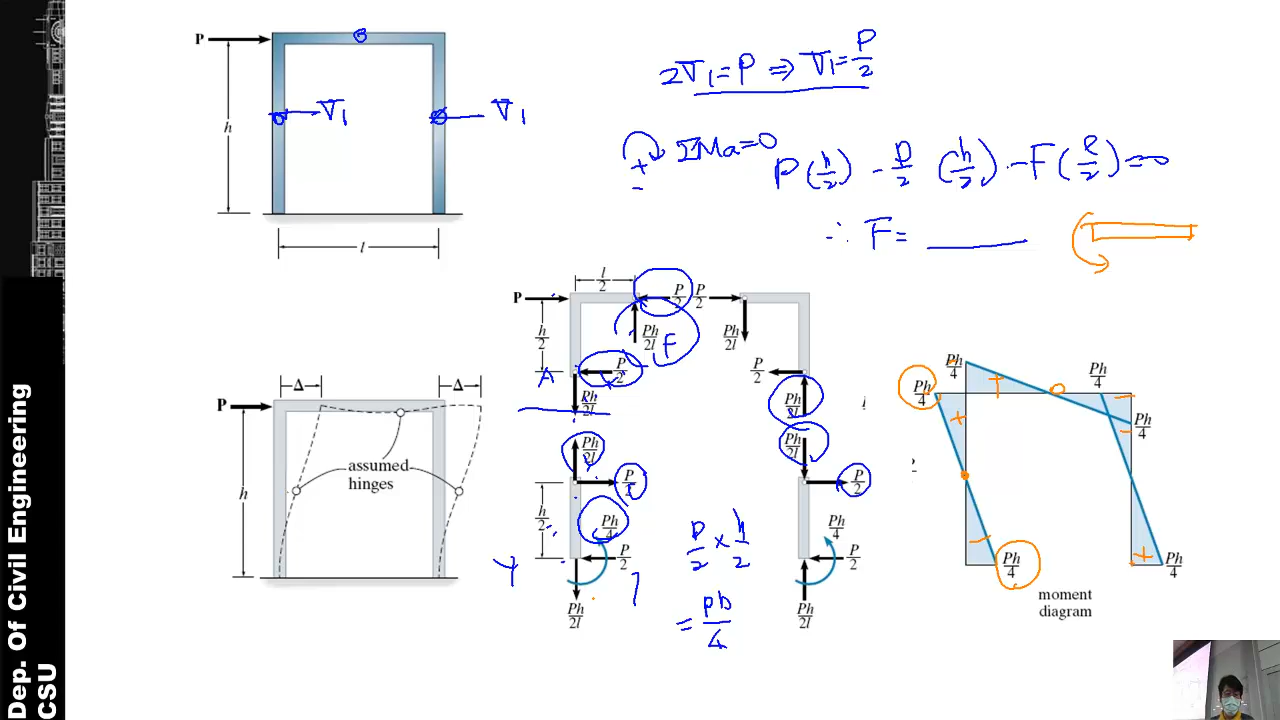 P
h
l
V1
V1
2V1=P ⇒ V1=P/2
+
-
ΣMa=0
P(h/2) - P/2 (h/2) - F(l/2)=0
∴ F=
P
Δ
Δ
h
assumed
hinges
l/2
P
h/2
P/2
P/2
Ph/2l
F
Ph/2l
A
P/2
Ph/2l
P/2
Ph/2l
Ph/2l
P/2
h/2
Ph/4
P/2
Ph/2l
Ph/2l
P/2
Ph/4
P/2
Ph/2l
P/2 × h/2
= ph/4
Ph/4
Ph/4
Ph/4
Ph/4
Ph/4
Ph/4
+
+
-
-
-
+
moment
diagram
Dep. Of Civil Engineering
CSU